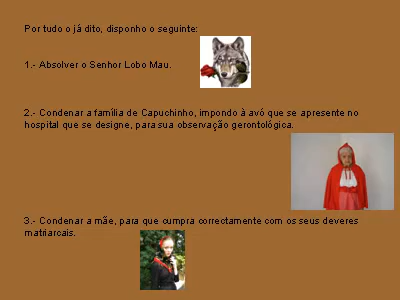 Por tudo o já dito, disponho o seguinte:
1.- Absolver o Senhor Lobo Mau.
2.- Condenar a família de Capuchinho, impondo à avó que se apresente no
hospital que se designe, para sua observação gerontológica.
3.- Condenar a mãe, para que cumpra correctamente com os seus deveres
matriarcais.